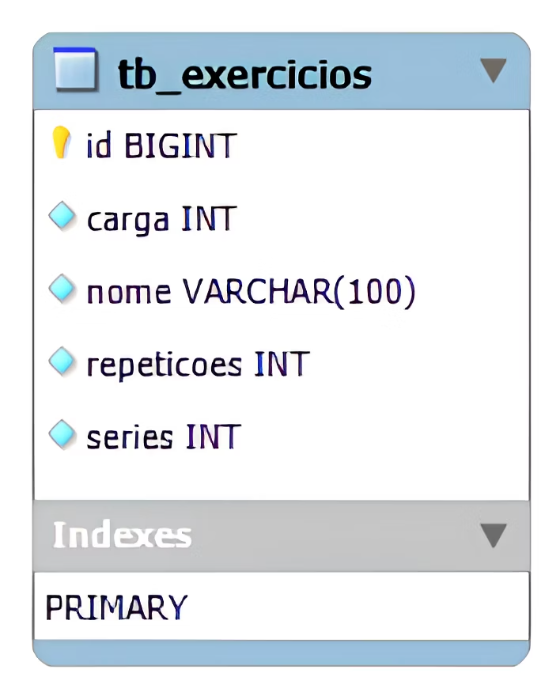 tb_exercicios
id BIGINT
carga INT
nome VARCHAR(100)
repeticoes INT
series INT
Indexes
PRIMARY